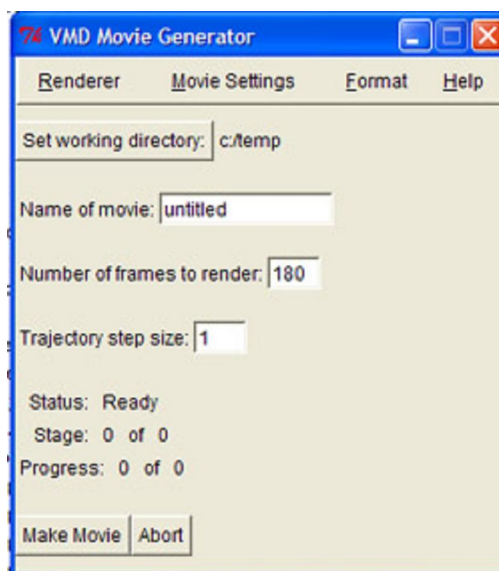 7k VMD Movie Generator
Renderer Movie Settings Format Help
Set working directory: c:/temp
Name of movie: untitled
Number of frames to render: 180
Trajectory step size: 1
Status: Ready
Stage: 0 of 0
Progress: 0 of 0
Make Movie Abort